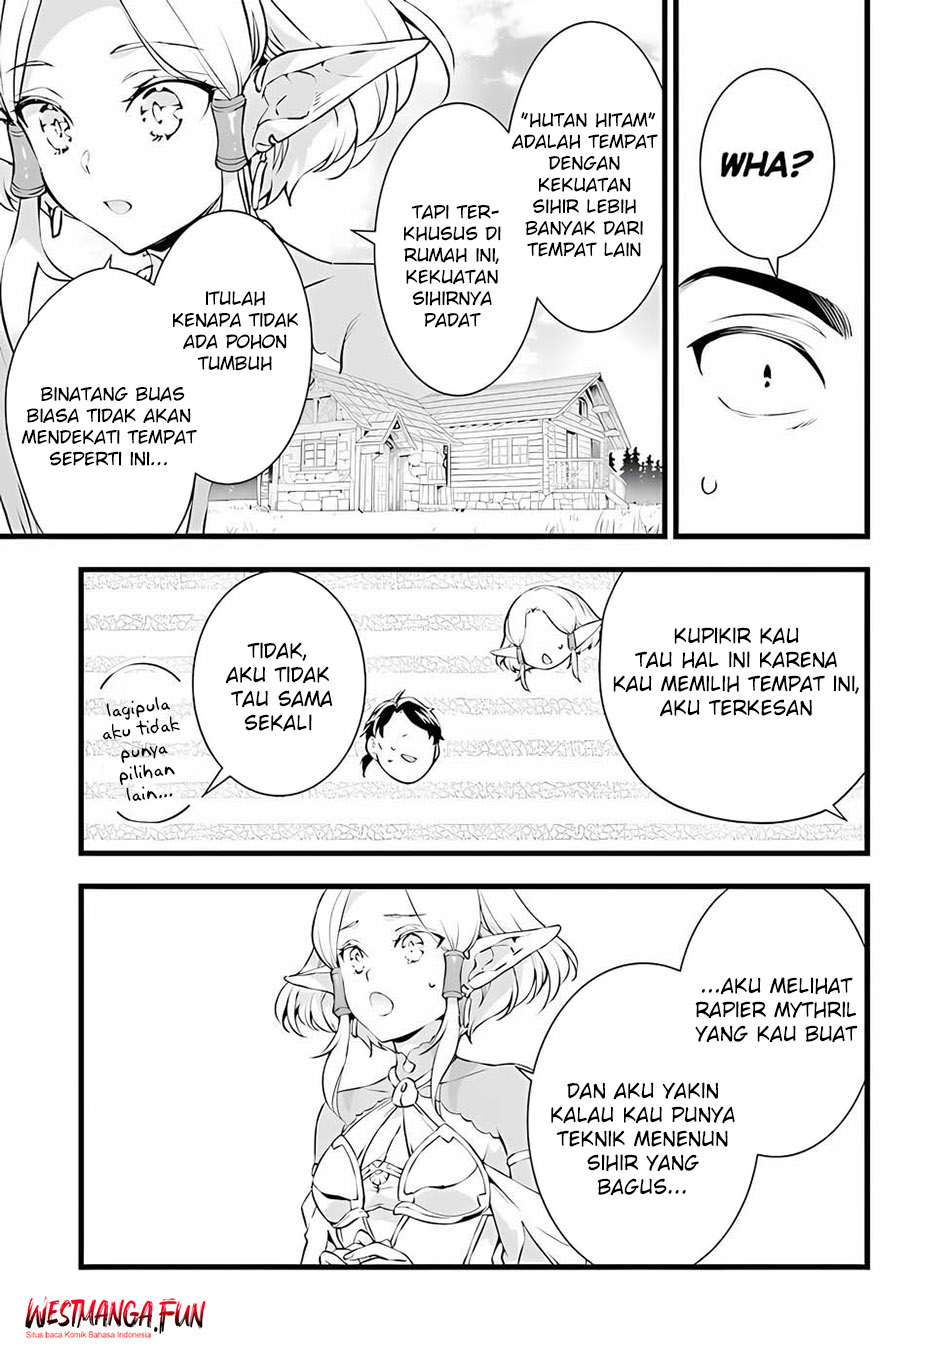 WHA?
"HUTAN HITAM"
ADALAH TEMPAT
DENGAN
KEKUATAN
SIHIR LEBIH
BANYAK DARI
TEMPAT LAIN
TAPI TER-
KHUSUS DI
RUMAH INI,
KEKUATAN
SIHIRNYA
PADAT
ITULAH
KENAPA TIDAK
ADA POHON
TUMBUH
BINATANG BUAS
BIASA TIDAK AKAN
MENDEKATI TEMPAT
SEPERTI INI...
KUPIKIR KAU
TAU HAL INI KARENA
KAU MEMILIH TEMPAT INI,
AKU TERKESAN
TIDAK,
AKU TIDAK
TAU SAMA
SEKALI
lagipula
aku tidak
punya
pilihan
lain...
...AKU MELIHAT
RAPIER MYTHRIL
YANG KAU BUAT
DAN AKU YAKIN
KALAU KAU PUNYA
TEKNIK MENENUN
SIHIR YANG
BAGUS...
WESTMANGA.FUN
Situs baca Komik Bahasa Indonesia